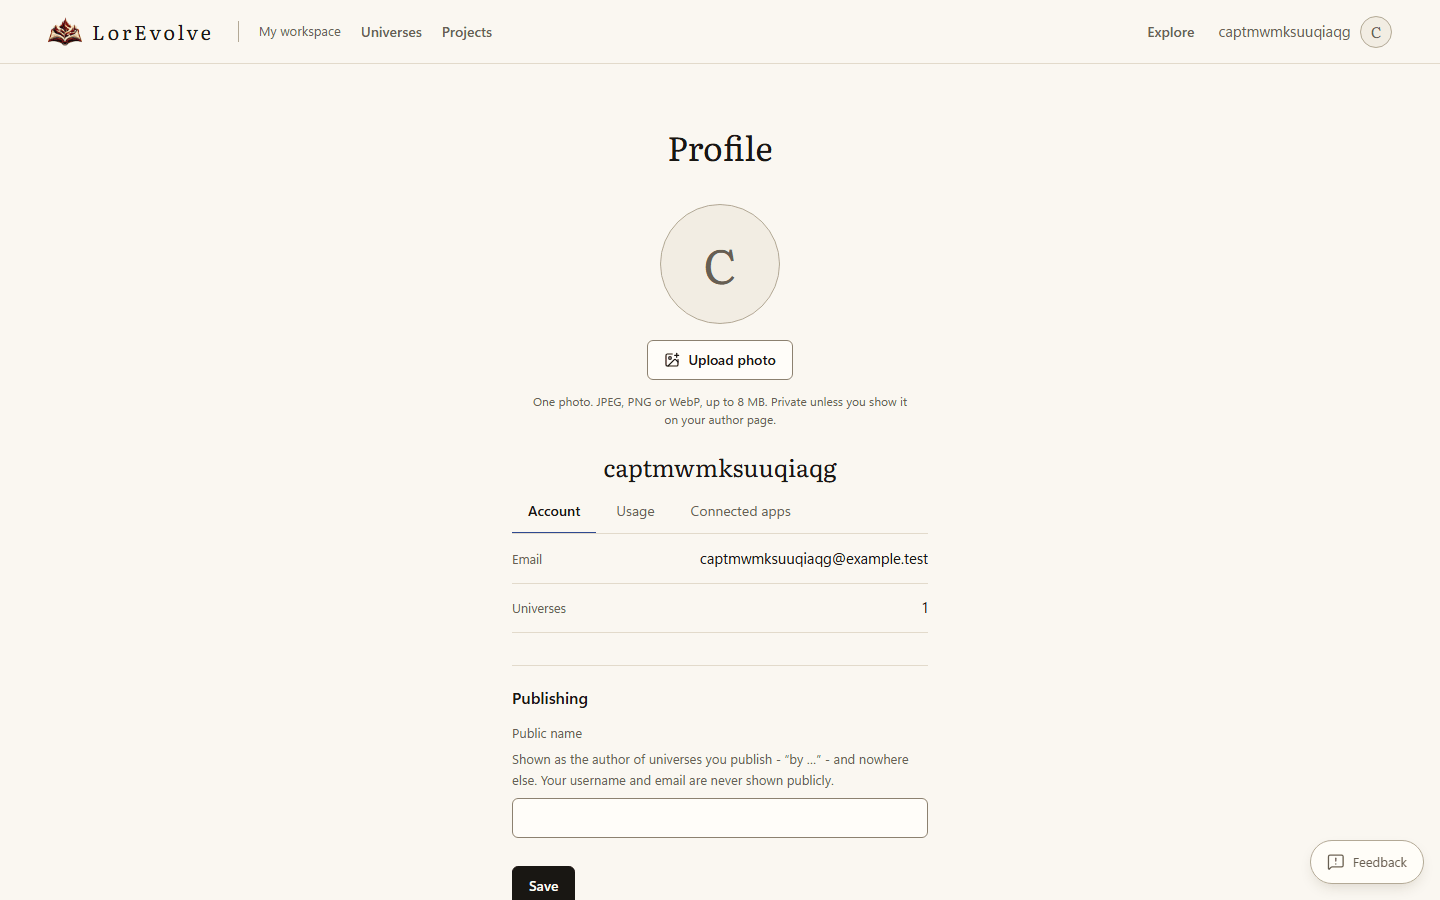 LorEvolve
My workspace
Universes
Projects
Explore
captmwmksuuqiaqg
C
Profile
C
Upload photo
One photo. JPEG, PNG or WebP, up to 8 MB. Private unless you show it
on your author page.
captmwmksuuqiaqg
Account
Usage
Connected apps
Email
captmwmksuuqiaqg@example.test
Universes
1
Publishing
Public name
Shown as the author of universes you publish - “by ...” - and nowhere
else. Your username and email are never shown publicly.
Save
Feedback